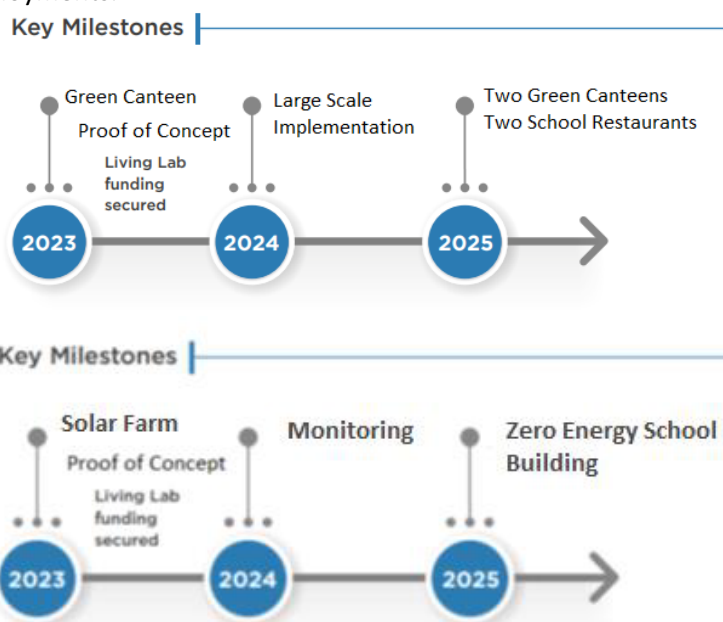 Key Milestones
Green Canteen
Proof of Concept
Living Lab
funding
secured
Large Scale
Implementation
Two Green Canteens
Two School Restaurants
2023
2024
2025
Key Milestones
Solar Farm
Proof of Concept
Living Lab
funding
secured
Monitoring
Zero Energy School
Building
2023
2024
2025